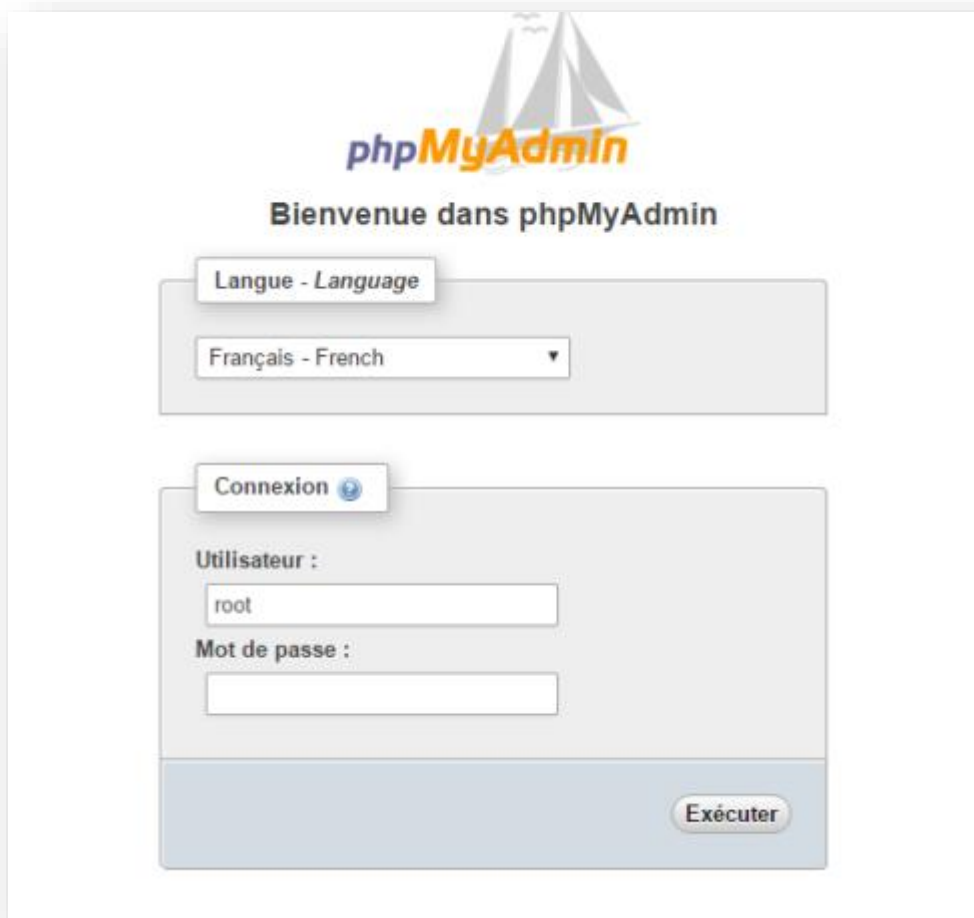 phpMyAdmin
Bienvenue dans phpMyAdmin
Langue - Language
Français - French
Connexion
Utilisateur :
root
Mot de passe :
Exécuter